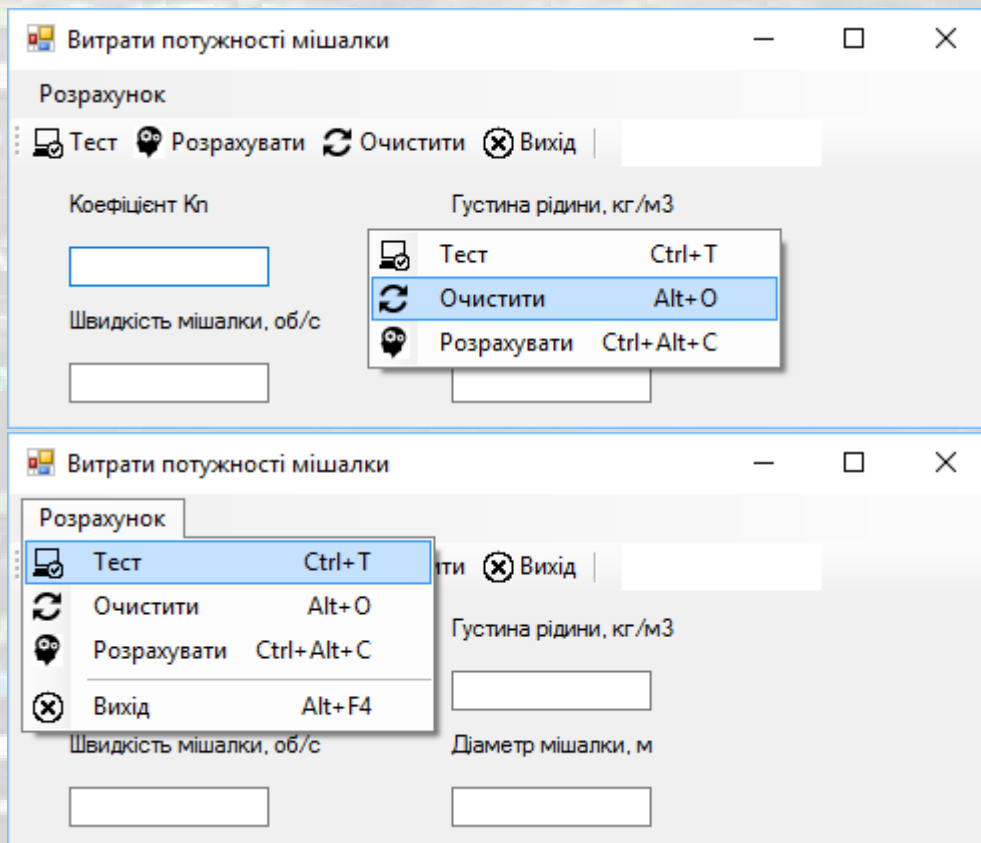 Витрати потужності мішалки
Розрахунок
Тест Розрахувати Очистити Вихід
Коефіцієнт Kn Густина рідини, кг/м3
Тест Ctrl+T
Очистити Alt+O
Швидкість мішалки, об/с
Розрахувати Ctrl+Alt+C
Витрати потужності мішалки
Розрахунок
Тест Ctrl+T ити Вихід
Очистити Alt+O
Густина рідини, кг/м3
Розрахувати Ctrl+Alt+C
Вихід Alt+F4
Швидкість мішалки, об/с Діаметр мішалки, м